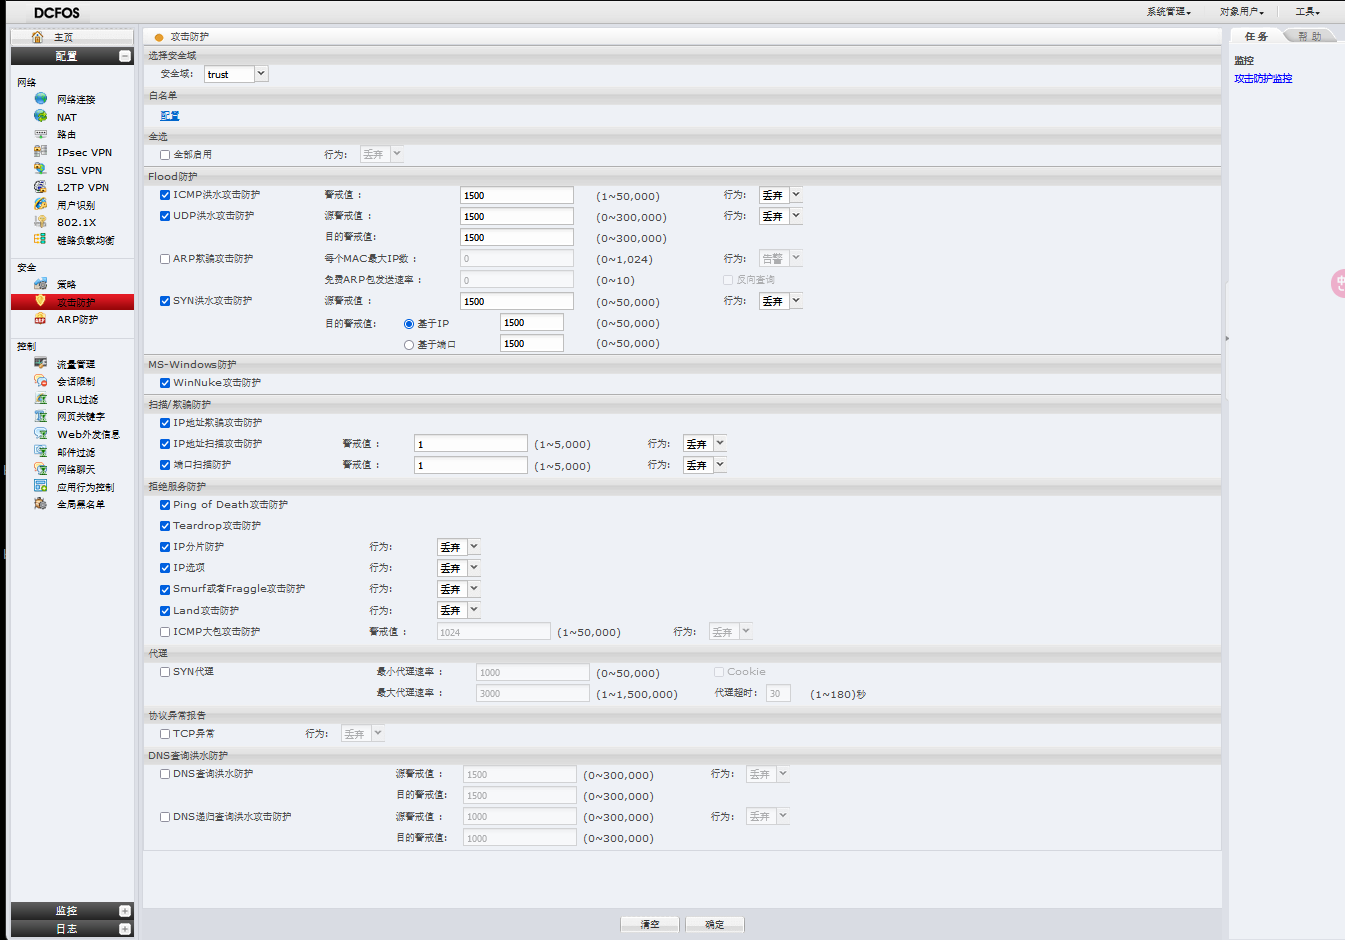 DCFOS
系统管理 对象用户 工具
主页
配置
网络
网络连接
NAT
路由
IPsec VPN
SSL VPN
L2TP VPN
用户识别
802.1X
链路负载均衡
安全
策略
攻击防护
ARP防护
控制
流量管理
会话限制
URL过滤
网页关键字
Web外发信息
邮件过滤
网络聊天
应用行为控制
全局黑名单
监控
日志
攻击防护
选择安全域
安全域: trust
白名单
配置
全选
全部启用 行为: 丢弃
Flood防护
ICMP洪水攻击防护 警戒值： 1500 (1~50,000) 行为: 丢弃
UDP洪水攻击防护 源警戒值： 1500 (0~300,000) 行为: 丢弃
目的警戒值: 1500 (0~300,000)
ARP欺骗攻击防护 每个MAC最大IP数： 0 (0~1,024) 行为: 告警
免费ARP包发送速率： 0 (0~10) 反向查询
SYN洪水攻击防护 源警戒值： 1500 (0~50,000) 行为: 丢弃
目的警戒值: 基于IP 1500 (0~50,000)
基于端口 1500 (0~50,000)
MS-Windows防护
WinNuke攻击防护
扫描/欺骗防护
IP地址欺骗攻击防护
IP地址扫描攻击防护 警戒值： 1 (1~5,000) 行为: 丢弃
端口扫描防护 警戒值： 1 (1~5,000) 行为: 丢弃
拒绝服务防护
Ping of Death攻击防护
Teardrop攻击防护
IP分片防护 行为: 丢弃
IP选项 行为: 丢弃
Smurf或者Fraggle攻击防护 行为: 丢弃
Land攻击防护 行为: 丢弃
ICMP大包攻击防护 警戒值： 1024 (1~50,000) 行为: 丢弃
代理
SYN代理 最小代理速率： 1000 (0~50,000) Cookie
最大代理速率： 3000 (1~1,500,000) 代理超时: 30 (1~180)秒
协议异常报告
TCP异常 行为: 丢弃
DNS查询洪水防护
DNS查询洪水防护 源警戒值： 1500 (0~300,000) 行为: 丢弃
目的警戒值: 1500 (0~300,000)
DNS递归查询洪水攻击防护 源警戒值： 1000 (0~300,000) 行为: 丢弃
目的警戒值: 1000 (0~300,000)
清空 确定
任务 帮助
监控
攻击防护监控